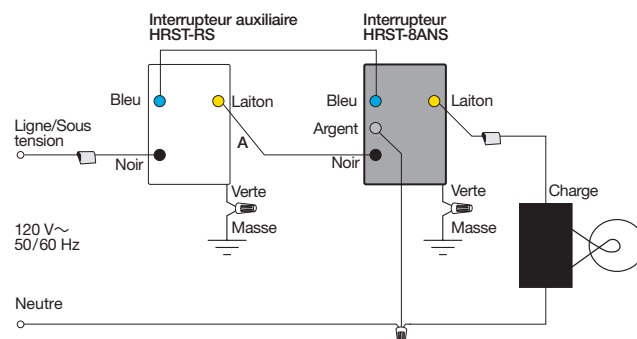 Interrupteur auxiliaire
HRST-RS
Interrupteur
HRST-8ANS
Bleu
Laiton
Bleu
Laiton
Argent
Ligne/Sous
tension
A
Noir
Noir
Verte
Verte
Charge
Masse
Masse
120 V~
50/60 Hz
Neutre